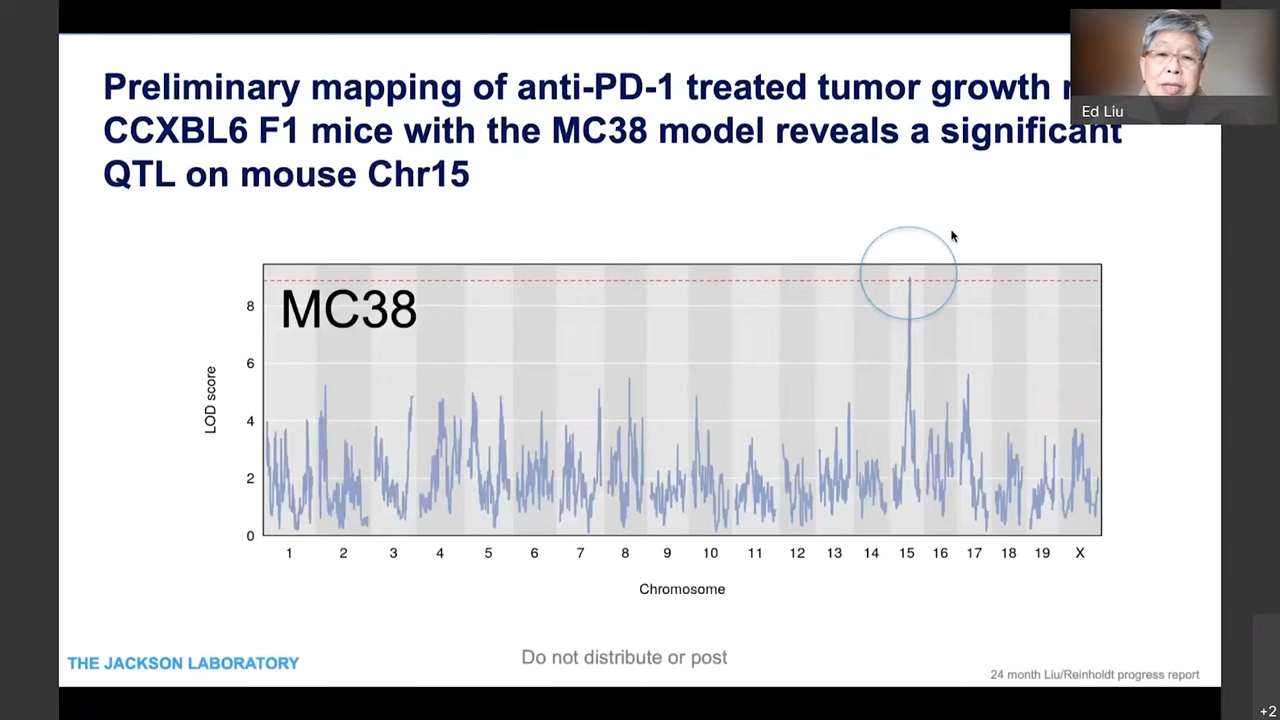 Preliminary mapping of anti-PD-1 treated tumor growth
CCXBL6 F1 mice with the MC38 model reveals a significant
QTL on mouse Chr15
Ed Liu
MC38
8
6
4
2
0
LOD score
1 2 3 4 5 6 7 8 9 10 11 12 13 14 15 16 17 18 19 X
Chromosome
THE JACKSON LABORATORY
Do not distribute or post
24 month Liu/Reinholdt progress report
+2